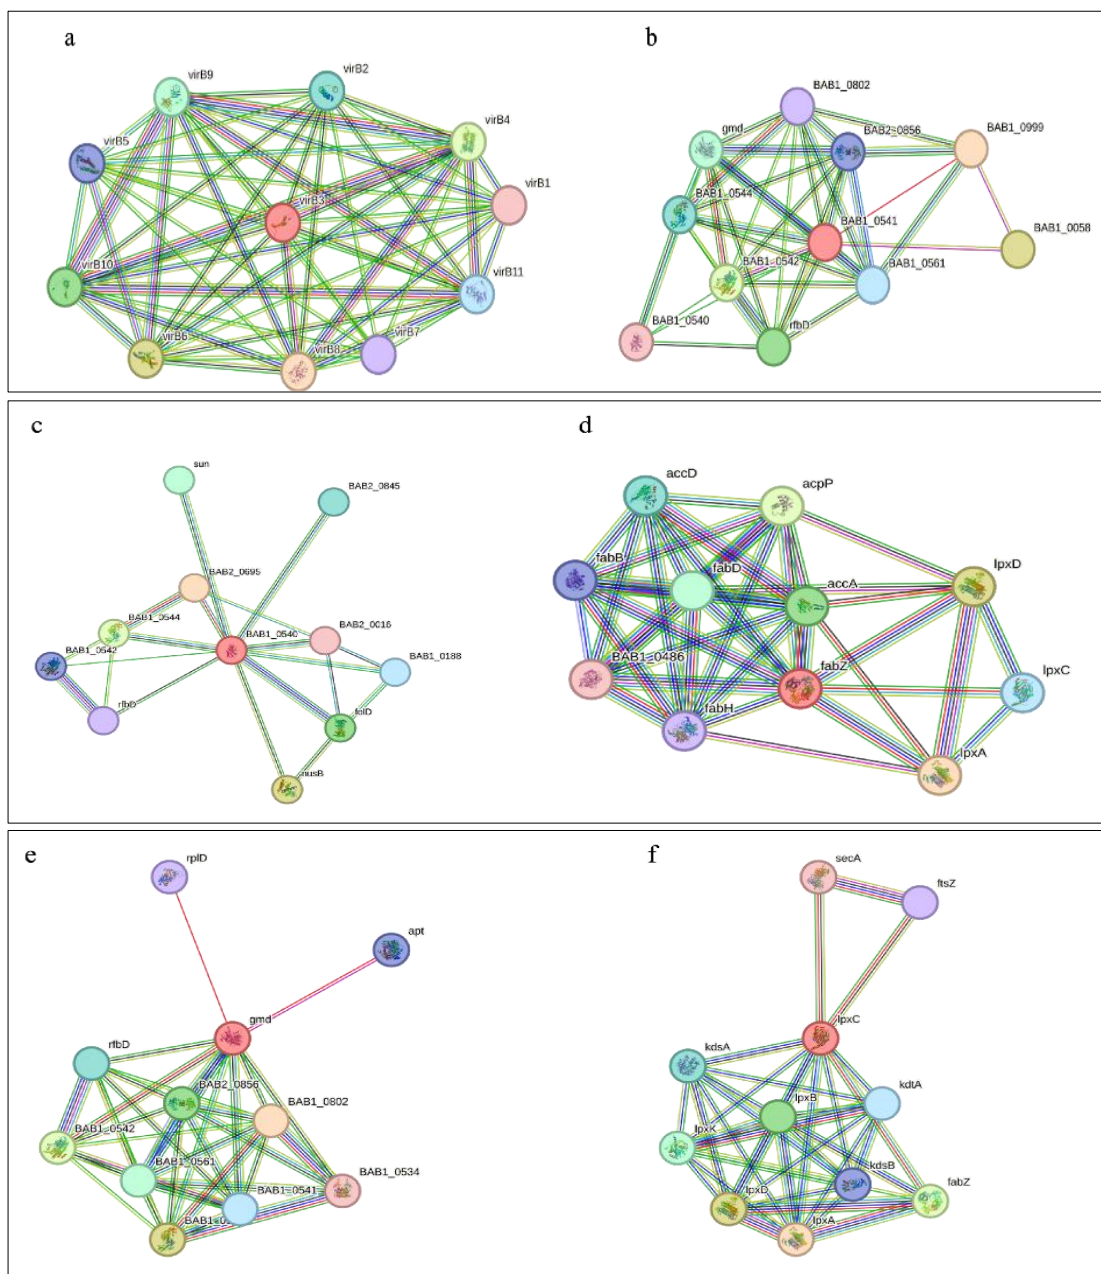 a
b
virB9
virB2
virB4
virB5
virB1
virB3
virB10
virB11
virB6
virB8
virB7
BAB1_0802
gmd
BAB2_0856
BAB1_0999
BAB1_0544
BAB1_0541
BAB1_0058
BAB1_0542
BAB1_0561
BAB1_0540
rfbD
c
d
sun
BAB2_0845
BAB2_0695
BAB1_0544
BAB1_0540
BAB2_0016
BAB1_0542
BAB1_0188
rfbD
folD
nusB
accD
acpP
fabB
fabD
accA
lpxD
BAB1_0486
fabZ
lpxC
fabH
lpxA
e
f
rplD
apt
gmd
rfbD
BAB2_0856
BAB1_0802
BAB1_0542
BAB1_0561
BAB1_0534
BAB1_0541
secA
ftsZ
lpxC
kdsA
lpxB
kdtA
lpxK
kdsB
fabZ
lpxD
lpxA